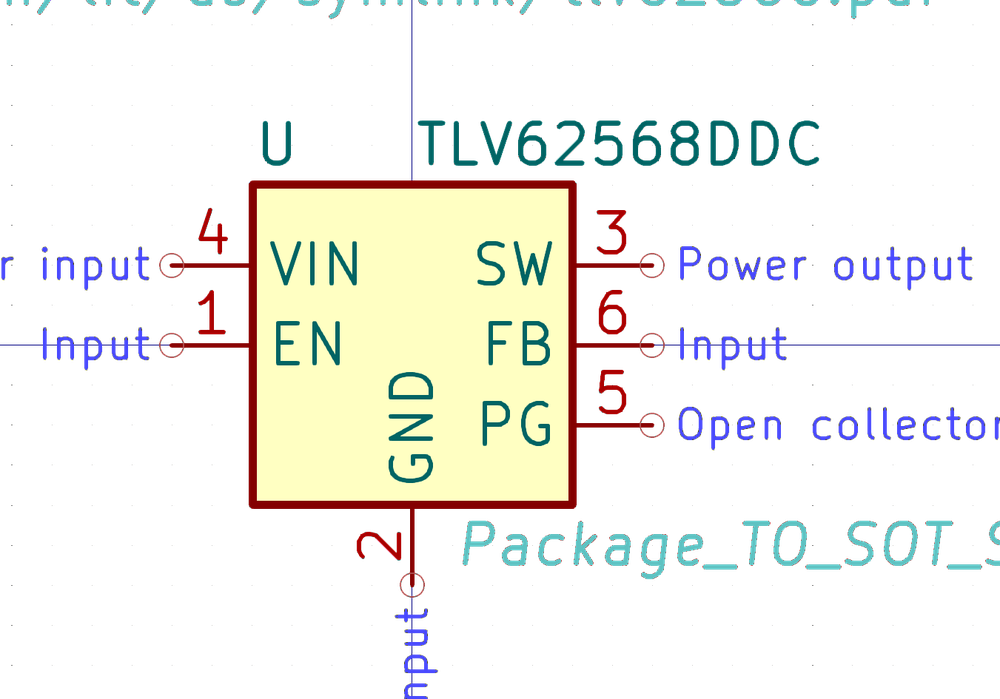 U TLV62568DDC
4 3
r input VIN SW Power output
1 6
Input EN FB Input
5
GND PG Open collector
2 Package_TO_SOT_S
nput